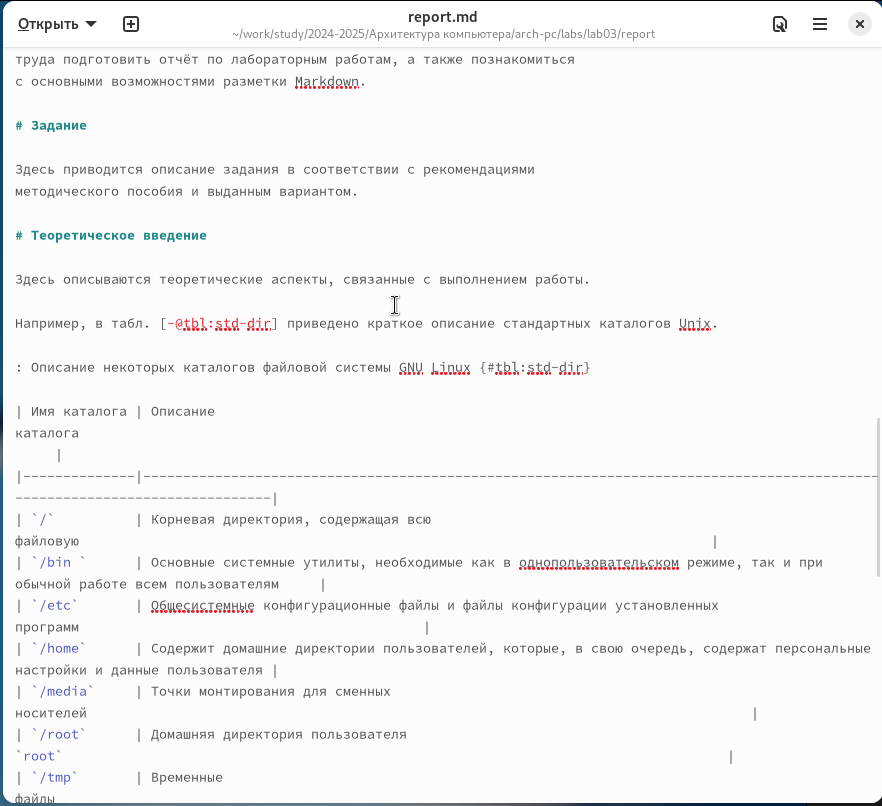 Открыть
report.md
~/work/study/2024-2025/Архитектура компьютера/arch-pc/labs/lab03/report
труда подготовить отчёт по лабораторным работам, а также познакомиться
с основными возможностями разметки Markdown.
# Задание
Здесь приводится описание задания в соответствии с рекомендациями
методического пособия и выданным вариантом.
# Теоретическое введение
Здесь описываются теоретические аспекты, связанные с выполнением работы.
Например, в табл. [-@tbl:std-dir] приведено краткое описание стандартных каталогов Unix.
: Описание некоторых каталогов файловой системы GNU Linux {#tbl:std-dir}
| Имя каталога | Описание
каталога
|
|--------------|--------------------------------------------------------------------------------------------
--------------------------------|
| `/`          | Корневая директория, содержащая всю
файловую                                                                               |
| `/bin `      | Основные системные утилиты, необходимые как в однопользовательском режиме, так и при
обычной работе всем пользователям     |
| `/etc`       | Общесистемные конфигурационные файлы и файлы конфигурации установленных
программ                                           |
| `/home`      | Содержит домашние директории пользователей, которые, в свою очередь, содержат персональные
настройки и данные пользователя |
| `/media`     | Точки монтирования для сменных
носителей                                                                                   |
| `/root`      | Домашняя директория пользователя
`root`                                                                                   |
| `/tmp`       | Временные
файлы